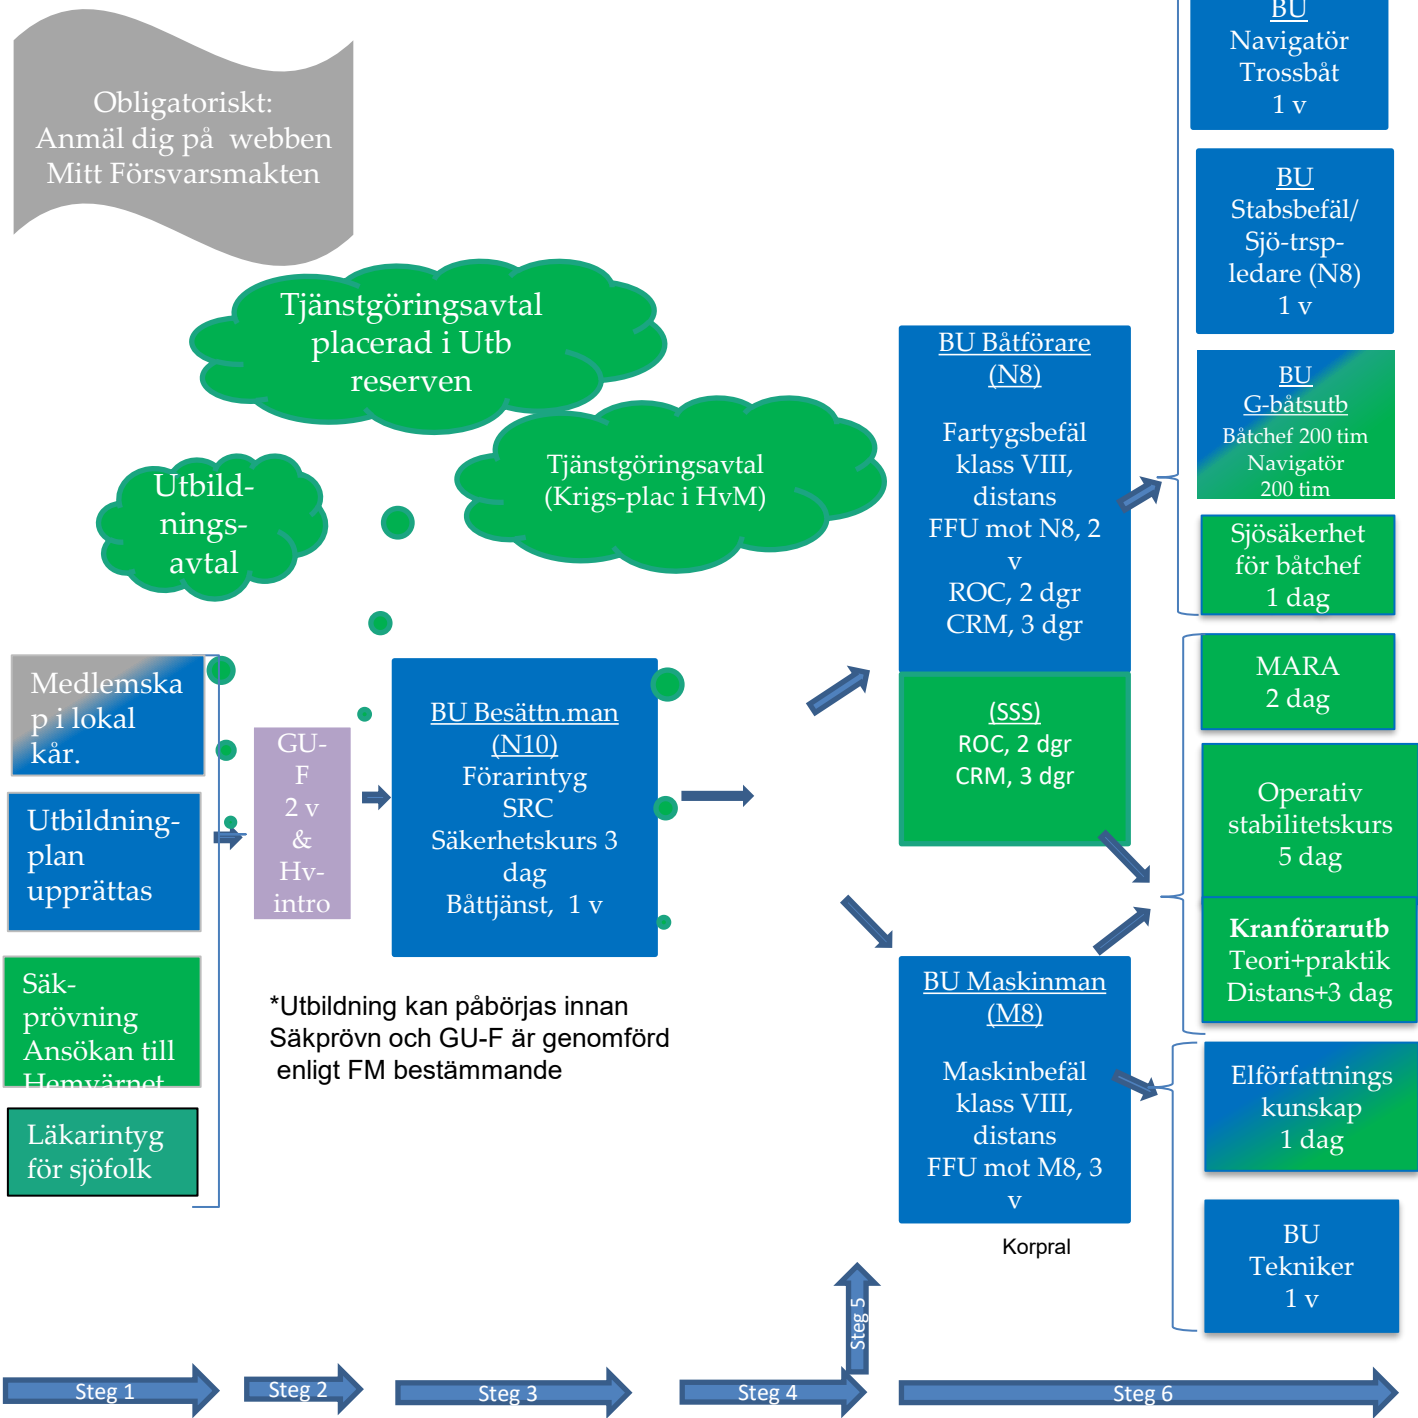 Obligatoriskt:
Anmäl dig på webben
Mitt Försvarsmakten
Tjänstgöringsavtal
placerad i Utb
reserven
Tjänstgöringsavtal
(Krigs-plac i HvM)
Utbild-
nings-
avtal
Medlemska
p i lokal
kår.
Utbildning-
plan
upprättas
Säk-
prövning
Ansökan till
Hemvärnet
Läkarintyg
för sjöfolk
GU-
F
2 v
&
Hv-
intro
BU Besättn.man
(N10)
Förarintyg
SRC
Säkerhetskurs 3
dag
Båttjänst, 1 v
*Utbildning kan påbörjas innan
Säkprövn och GU-F är genomförd
enligt FM bestämmande
BU Båtförare
(N8)
Fartygsbefäl
klass VIII,
distans
FFU mot N8, 2
v
ROC, 2 dgr
CRM, 3 dgr
(SSS)
ROC, 2 dgr
CRM, 3 dgr
BU Maskinman
(M8)
Maskinbefäl
klass VIII,
distans
FFU mot M8, 3
v
Korpral
BU
Navigatör
Trossbåt
1 v
BU
Stabsbefäl/
Sjö-trsp-
ledare (N8)
1 v
BU
G-båtsutb
Båtchef 200 tim
Navigatör
200 tim
Sjösäkerhet
för båtchef
1 dag
MARA
2 dag
Operativ
stabilitetskurs
5 dag
Kranförarutb
Teori+praktik
Distans+3 dag
Elförfattnings
kunskap
1 dag
BU
Tekniker
1 v
Steg 1
Steg 2
Steg 3
Steg 4
Steg 5
Steg 6